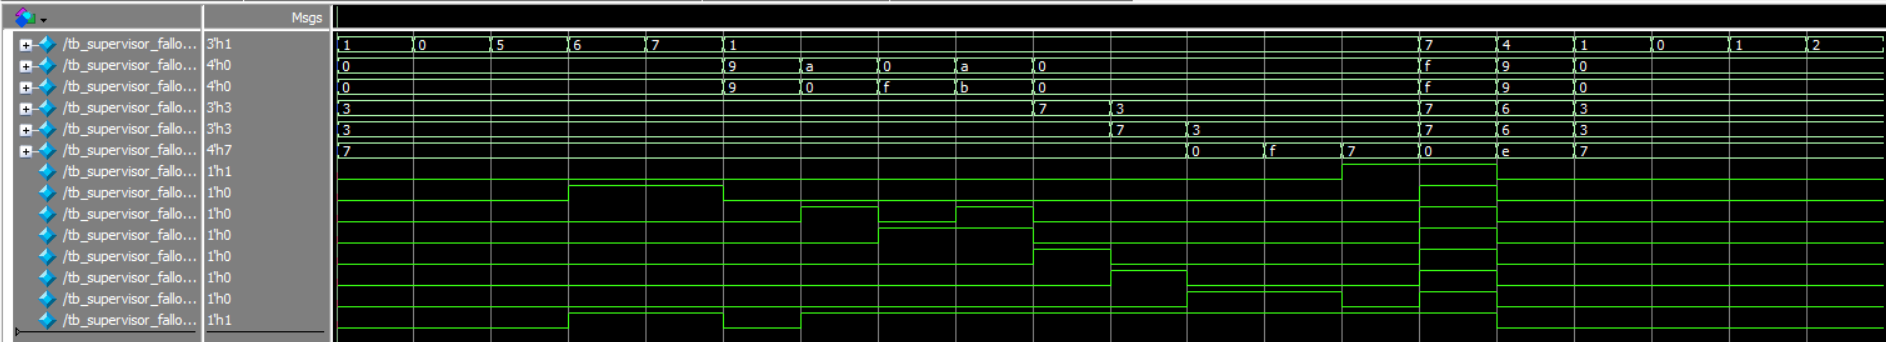 Msgs
/tb_supervisor_fallo... 3'h1 1 0 5 6 7 1 7 4 1 0 1 2
/tb_supervisor_fallo... 4'h0 0 9 a 0 a 0 f 9 0
/tb_supervisor_fallo... 4'h0 0 9 0 f b 0 f 9 0
/tb_supervisor_fallo... 3'h3 3 7 3 7 6 3
/tb_supervisor_fallo... 3'h3 3 7 3 7 6 3
/tb_supervisor_fallo... 4'h7 7 0 f 7 0 e 7
/tb_supervisor_fallo... 1'h1
/tb_supervisor_fallo... 1'h0
/tb_supervisor_fallo... 1'h0
/tb_supervisor_fallo... 1'h0
/tb_supervisor_fallo... 1'h0
/tb_supervisor_fallo... 1'h0
/tb_supervisor_fallo... 1'h0
/tb_supervisor_fallo... 1'h1